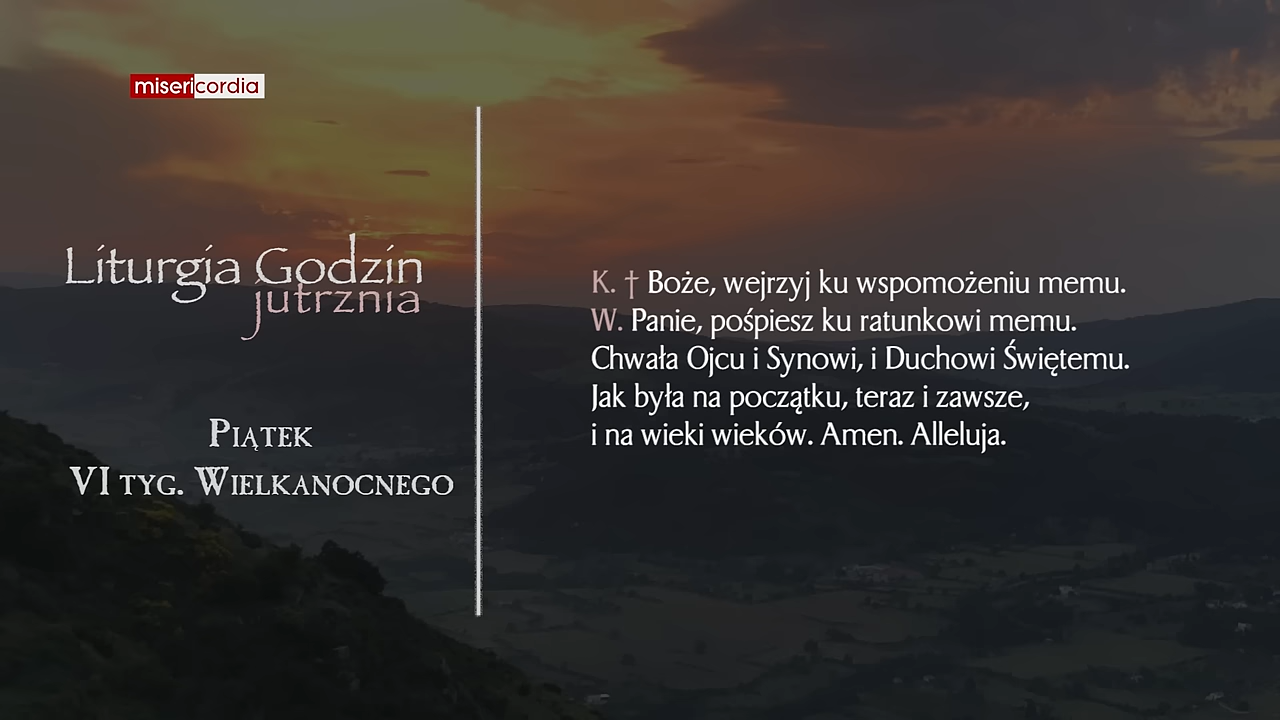 misericordia
Liturgia Godzin
jutrznia
Piątek
VI tyg. Wielkanocnego
K. † Boże, wejrzyj ku wspomożeniu memu.
W. Panie, pośpiesz ku ratunkowi memu.
Chwała Ojcu i Synowi, i Duchowi Świętemu.
Jak była na początku, teraz i zawsze,
i na wieki wieków. Amen. Alleluja.